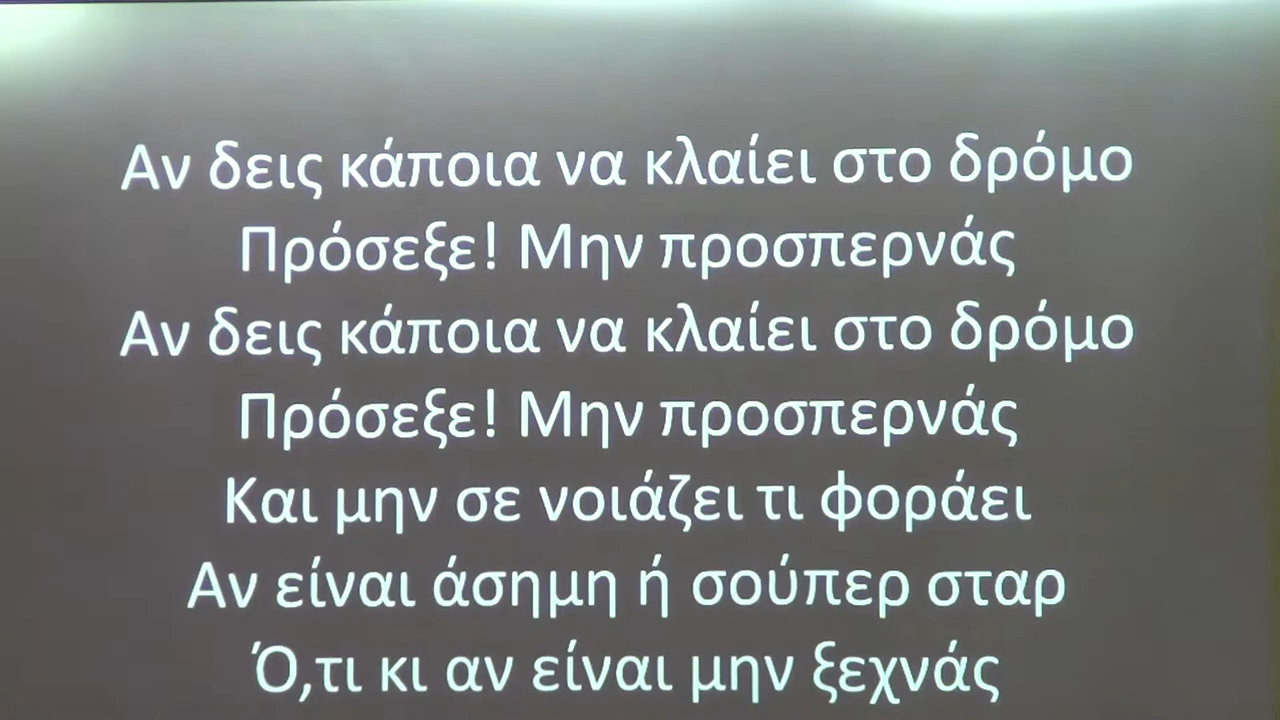 Αν δεις κάποια να κλαίει στο δρόμο
Πρόσεξε! Μην προσπερνάς
Αν δεις κάποια να κλαίει στο δρόμο
Πρόσεξε! Μην προσπερνάς
Και μην σε νοιάζει τι φοράει
Αν είναι άσημη ή σούπερ σταρ
Ό,τι κι αν είναι μην ξεχνάς